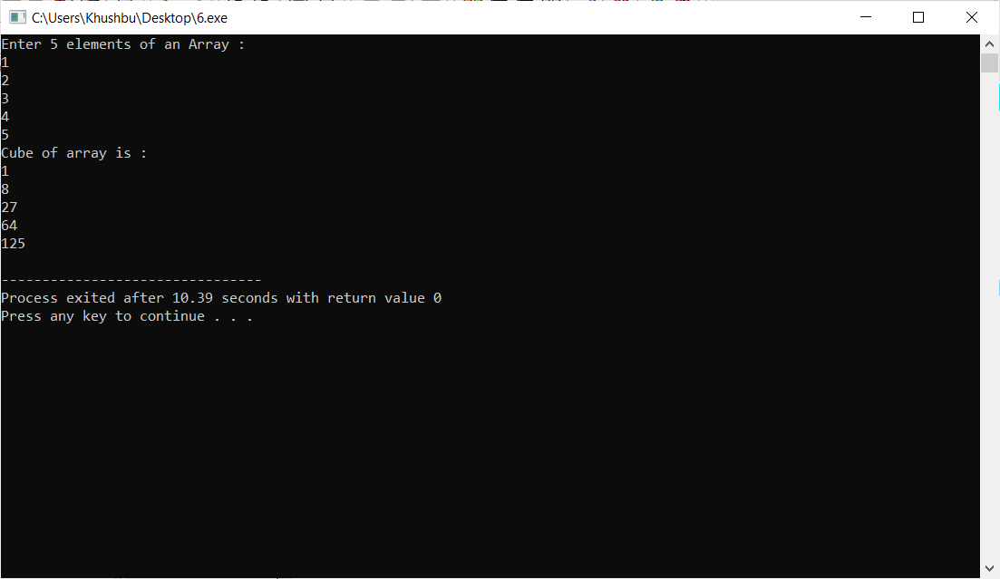 C:\Users\Khushbu\Desktop\6.exe
Enter 5 elements of an Array :
1
2
3
4
5
Cube of array is :
1
8
27
64
125
--------------------------------
Process exited after 10.39 seconds with return value 0
Press any key to continue . . .